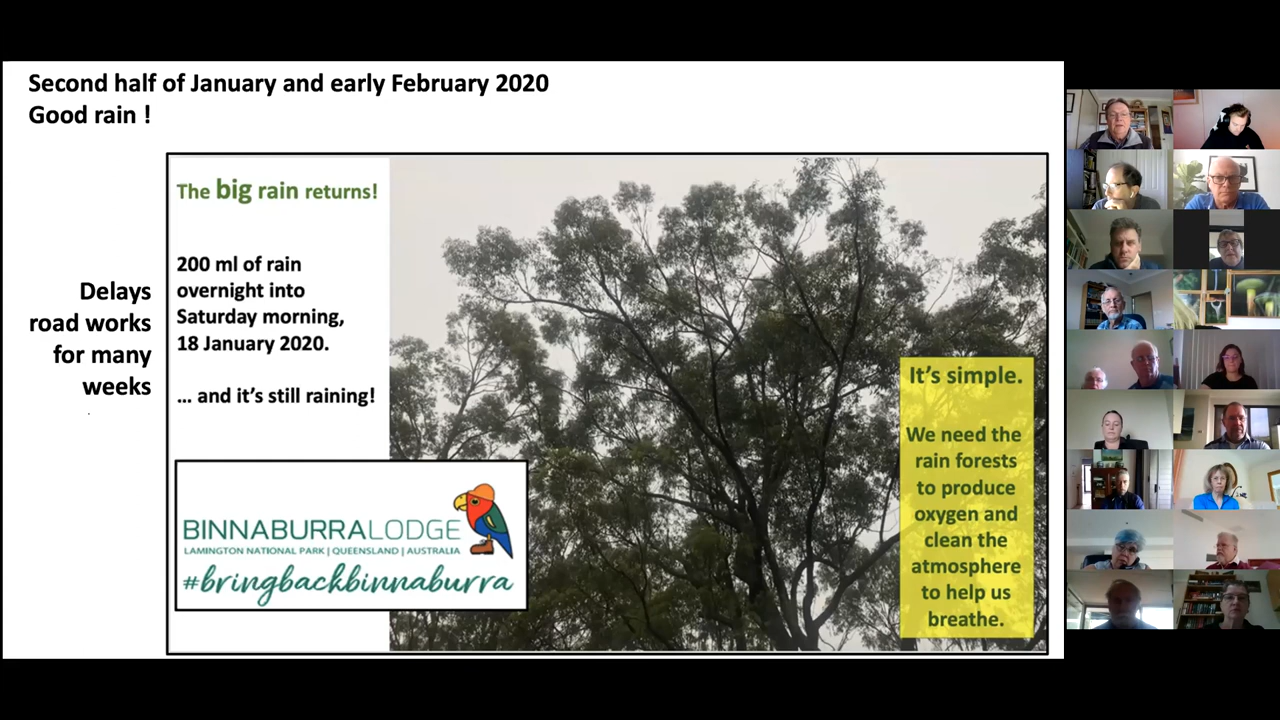 Second half of January and early February 2020
Good rain !
Delays
road works
for many
weeks
The big rain returns!
200 ml of rain
overnight into
Saturday morning,
18 January 2020.
... and it's still raining!
BINNABURRALODGE
LAMINGTON NATIONAL PARK | QUEENSLAND | AUSTRALIA
#bringbackbinnaburra
It's simple.
We need the
rain forests
to produce
oxygen and
clean the
atmosphere
to help us
breathe.